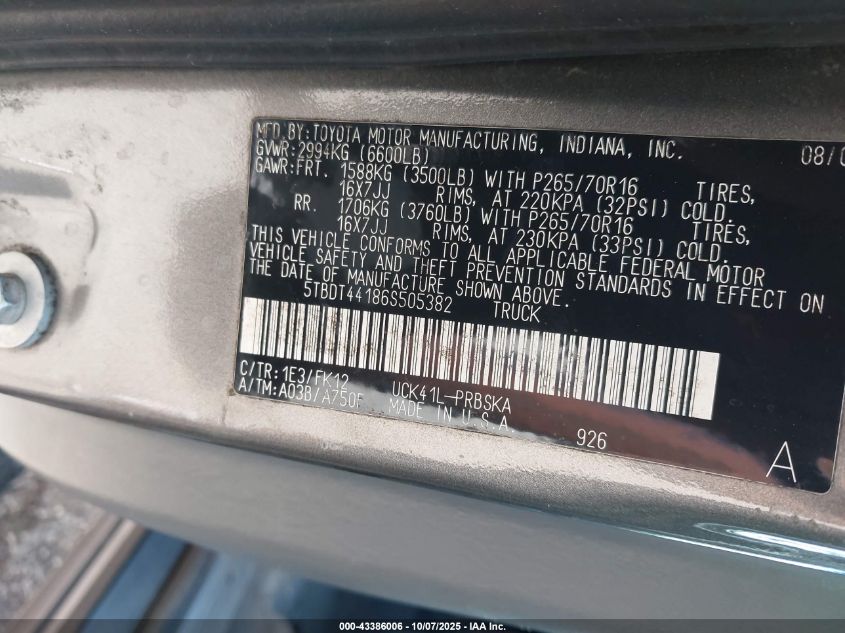 MFD.BY:TOYOTA MOTOR MANUFACTURING, INDIANA, INC. 08/0
GVWR:2994KG (6600LB)
GAWR:FRT. 1588KG (3500LB) WITH P265/70R16 TIRES,
16X7JJ RIMS, AT 220KPA (32PSI) COLD.
RR. 1706KG (3760LB) WITH P265/70R16 TIRES,
16X7JJ RIMS, AT 230KPA (33PSI) COLD.
THIS VEHICLE CONFORMS TO ALL APPLICABLE FEDERAL MOTOR
VEHICLE SAFETY AND THEFT PREVENTION STANDARDS IN EFFECT ON
THE DATE OF MANUFACTURE SHOWN ABOVE.
5TBDT44186S505382 TRUCK
C/TR:1E3/FK12 UCK41L-PRBSKA
A/TM:A03B/A750F MADE IN U.S.A.
926
A
000-43386006 - 10/07/2025 - IAA Inc.